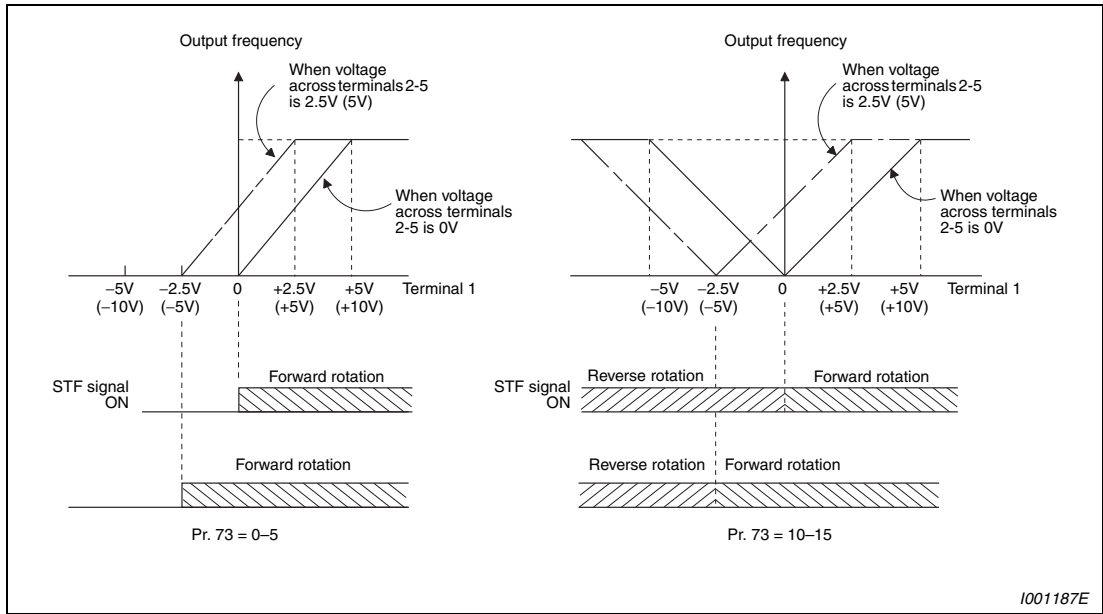 Output frequency
When voltage
across terminals 2-5
is 2.5V (5V)
When voltage
across terminals
2-5 is 0V
−5V
(−10V)
−2.5V
(−5V)
0
+2.5V
(+5V)
+5V
(+10V)
Terminal 1
STF signal
ON
Forward rotation
Forward rotation
Pr. 73 = 0–5
Output frequency
When voltage
across terminals 2-5
is 2.5V (5V)
When voltage
across terminals
2-5 is 0V
−5V
(−10V)
−2.5V
(−5V)
0
+2.5V
(+5V)
+5V
(+10V)
Terminal 1
STF signal
ON
Reverse rotation
Forward rotation
Reverse rotation
Forward rotation
Pr. 73 = 10–15
I001187E